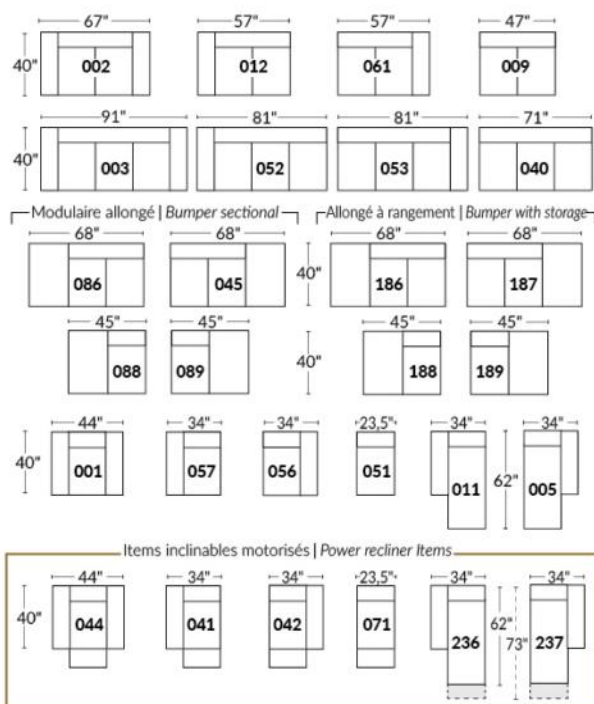 67" 57" 57" 47"
40" 002 012 061 009
91" 81" 81" 71"
40" 003 052 053 040
Modulaire allongé | Bumper sectional Allongé à rangement | Bumper with storage
68" 68" 68" 68"
086 045 40" 186 187
45" 45" 45" 45"
088 089 40" 188 189
44" 34" 34" 23,5" 34" 34"
40" 001 057 056 051 011 62" 005
Items inclinables motorisés | Power recliner Items
44" 34" 34" 23,5" 34" 34"
40" 044 041 042 071 236 62" 73" 237